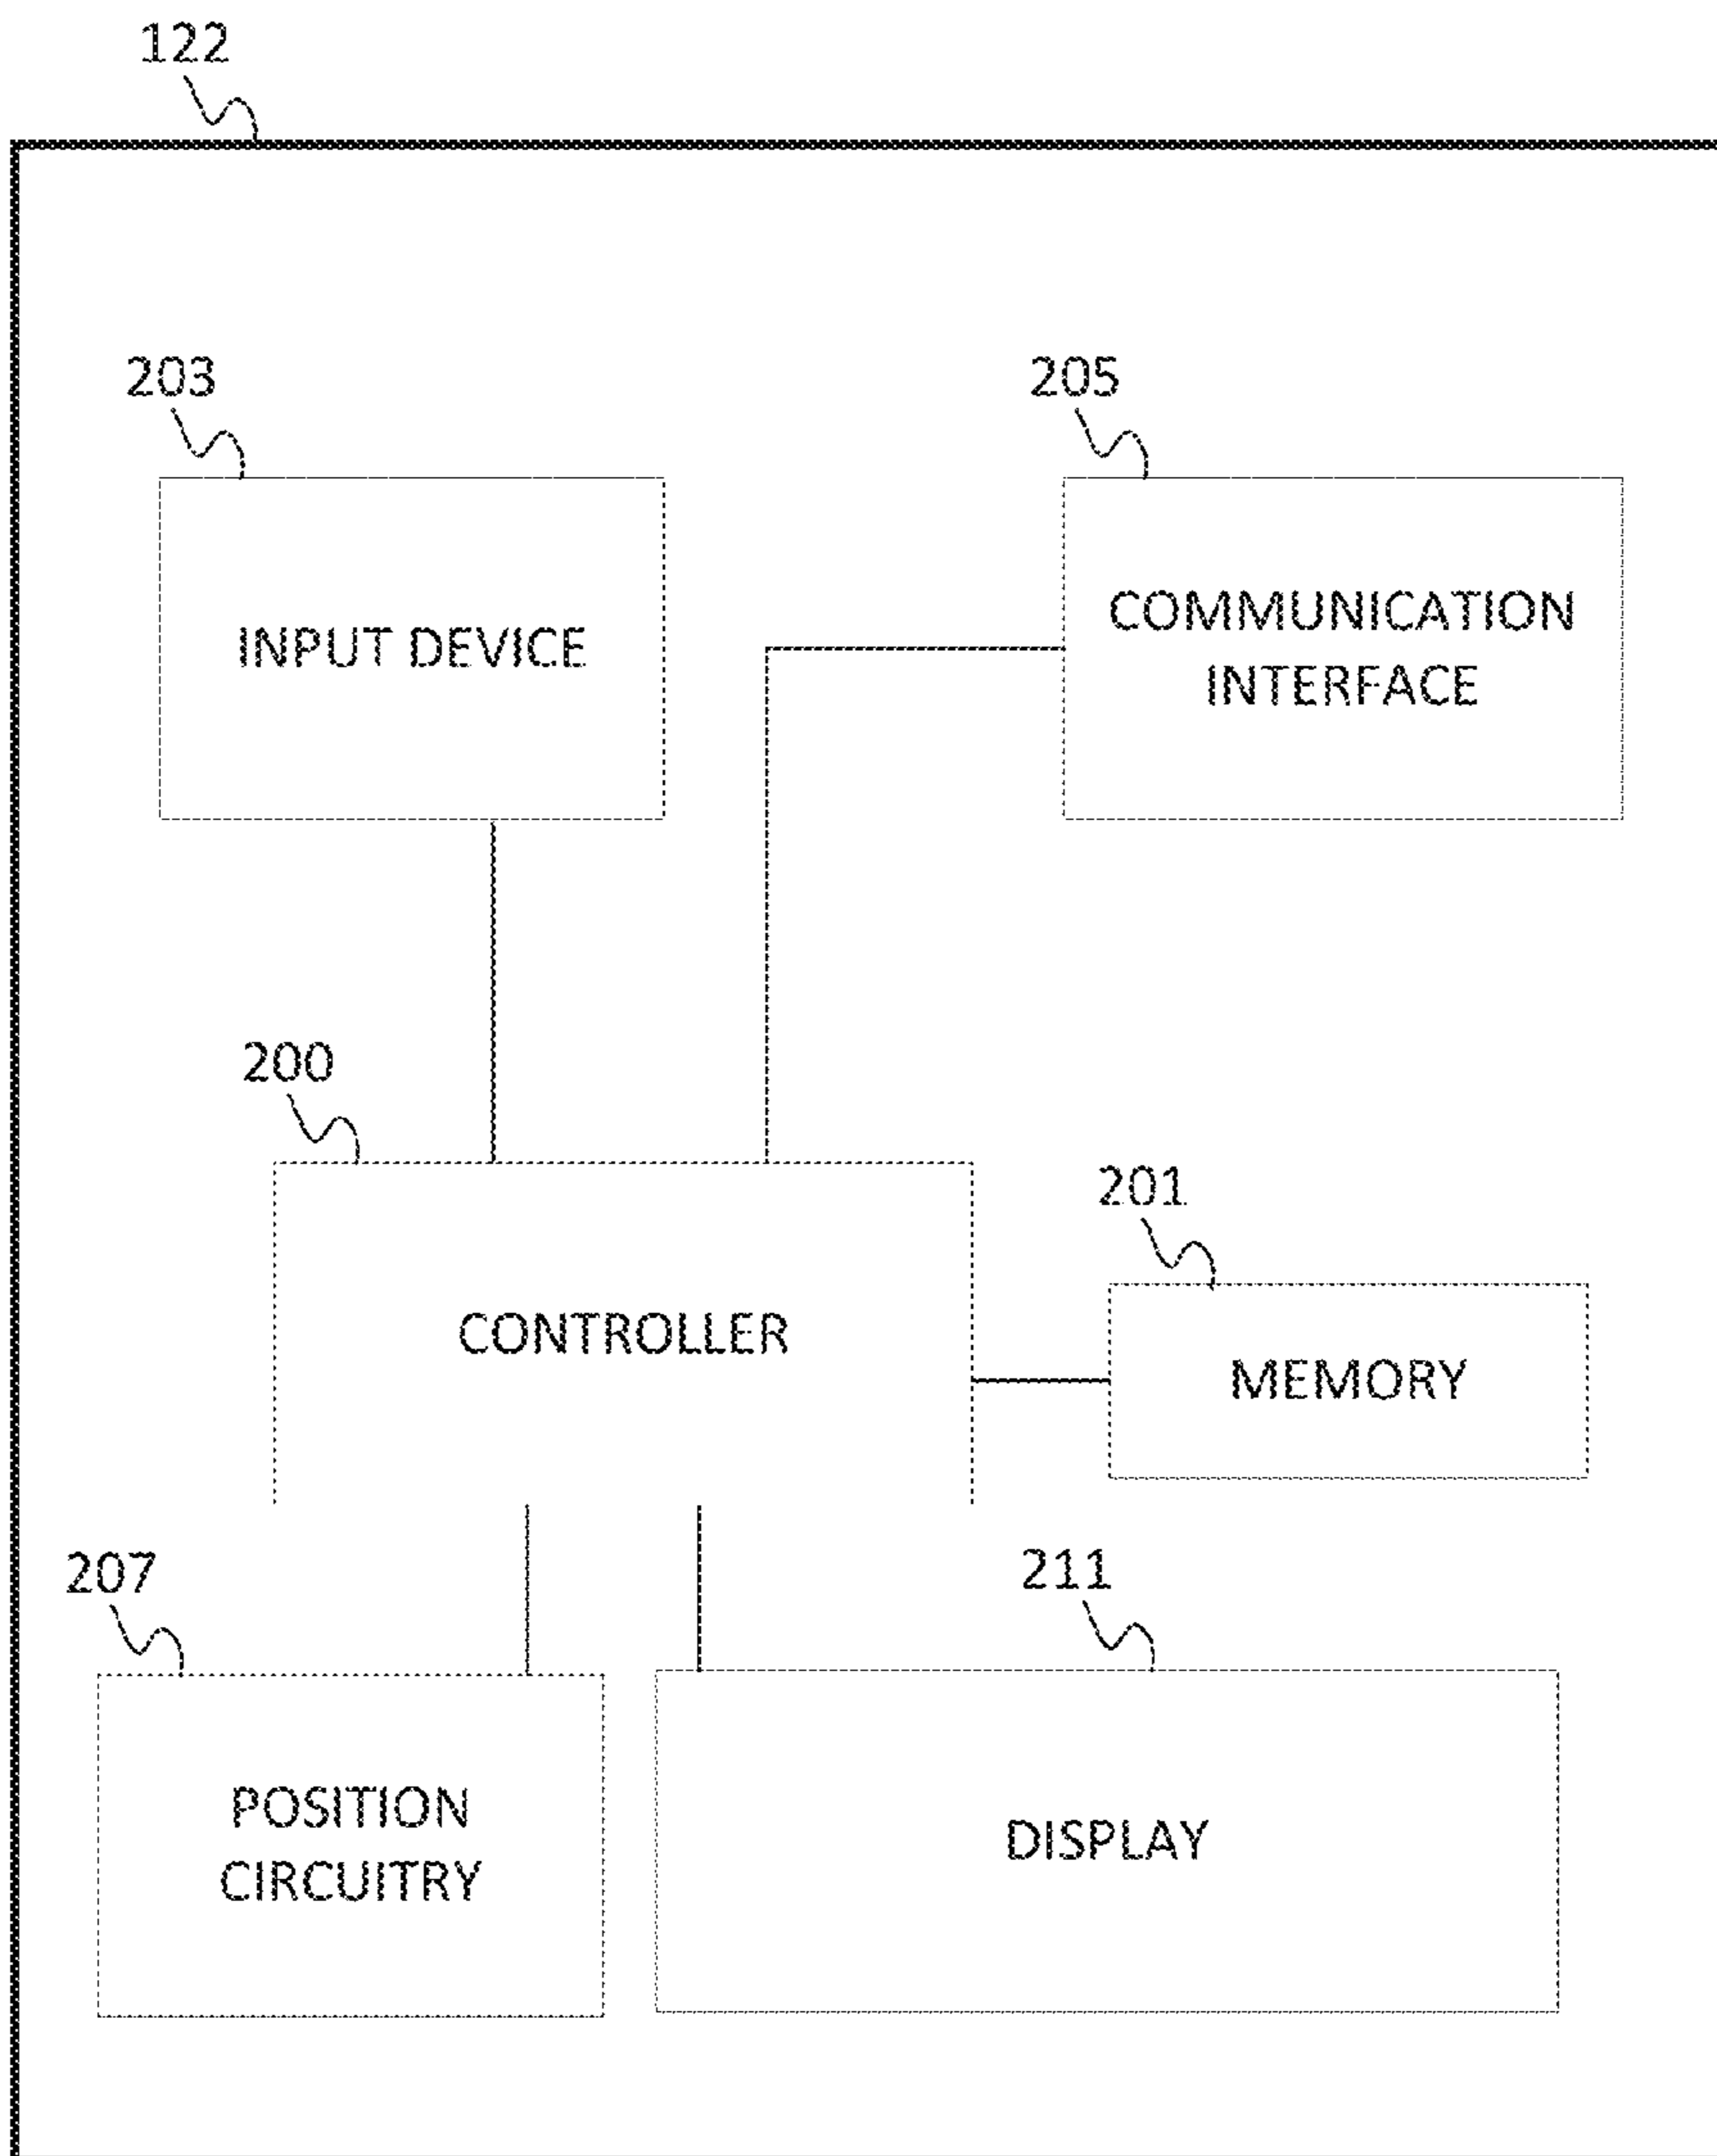 122
203
205
INPUT DEVICE
COMMUNICATION
INTERFACE
200
201
CONTROLLER
MEMORY
207
211
POSITION
CIRCUITRY
DISPLAY